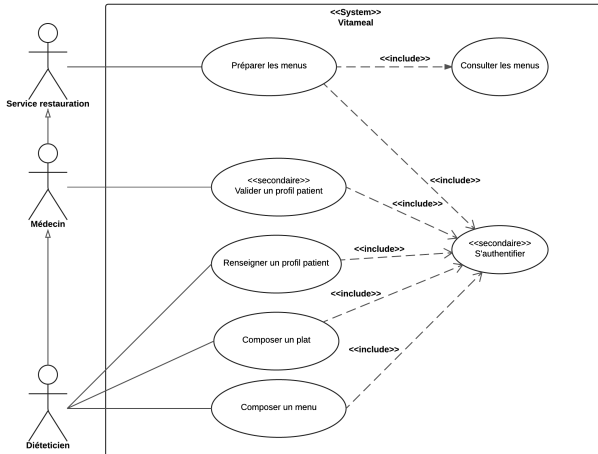 <<System>>
Vitameal
Préparer les menus
<<include>>
Consulter les menus
Service restauration
<<include>>
<<secondaire>>
Valider un profil patient
<<include>>
Médecin
<<secondaire>>
S'authentifier
Renseigner un profil patient
<<include>>
<<include>>
Composer un plat
<<include>>
Composer un menu
Diéteticien